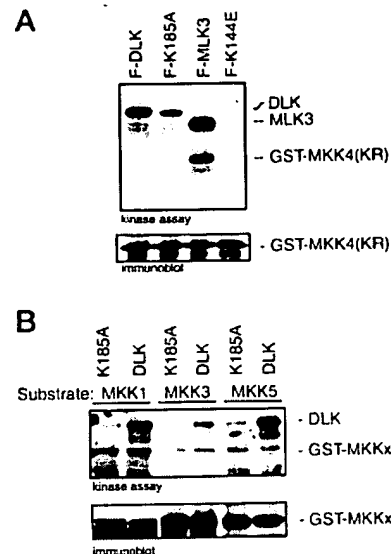 A
F-DLK
F-K185A
F-MLK3
F-K144E
DLK
MLK3
GST-MKK4(KR)
kinase assay
- GST-MKK4(KR)
immunoblot
B
K185A
DLK
K185A
DLK
K185A
DLK
Substrate: MKK1 MKK3 MKK5
- DLK
- GST-MKKx
kinase assay
- GST-MKKx
immunoblot